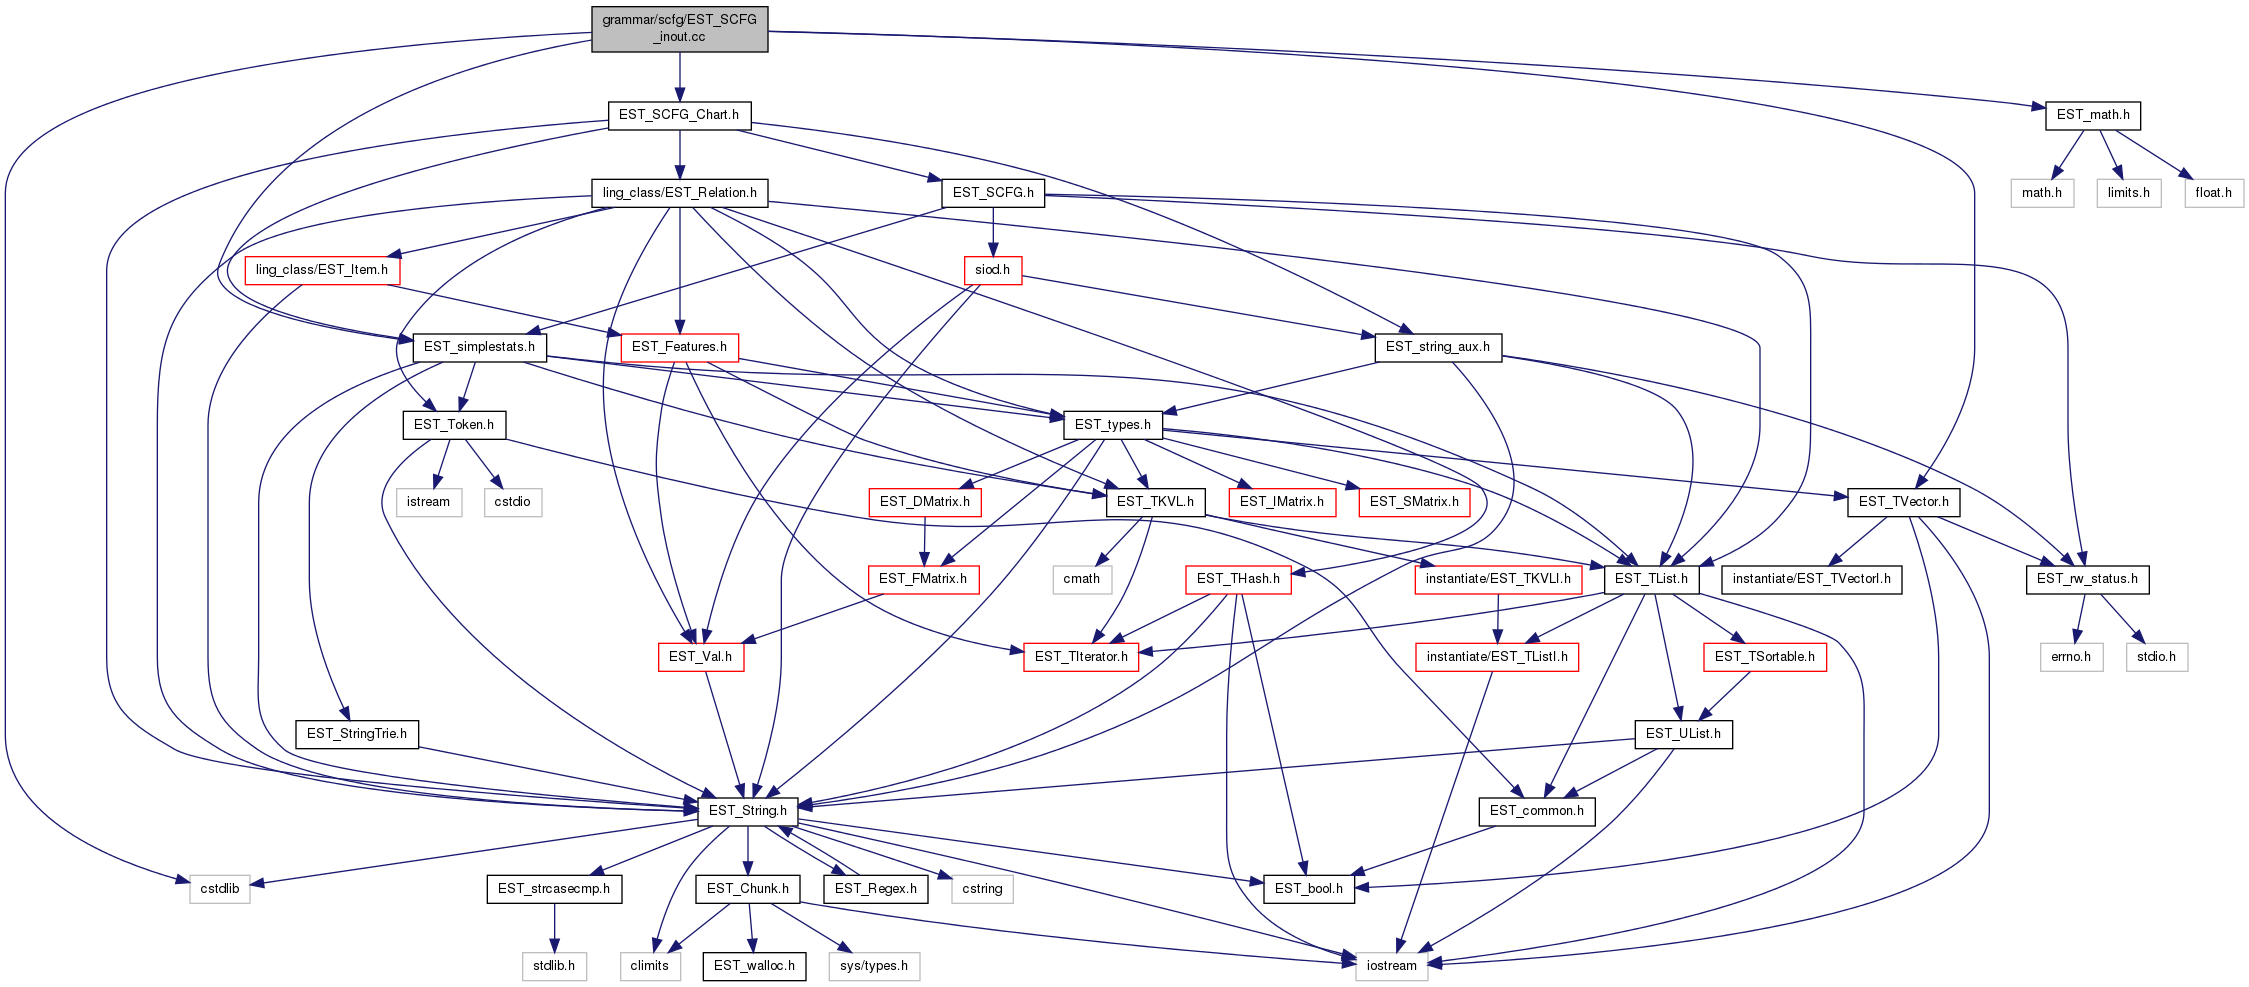 grammar/scfg/EST_SCFG
_inout.cc
EST_SCFG_Chart.h
EST_math.h
ling_class/EST_Relation.h
EST_SCFG.h
math.h
limits.h
float.h
ling_class/EST_Item.h
siod.h
EST_simplestats.h
EST_Features.h
EST_string_aux.h
EST_Token.h
EST_types.h
istream
cstdio
EST_DMatrix.h
EST_TKVL.h
EST_IMatrix.h
EST_SMatrix.h
EST_TVector.h
EST_FMatrix.h
cmath
EST_THash.h
instantiate/EST_TKVLI.h
EST_TList.h
instantiate/EST_TVectorI.h
EST_rw_status.h
EST_Val.h
EST_TIterator.h
instantiate/EST_TListI.h
EST_TSortable.h
errno.h
stdio.h
EST_StringTrie.h
EST_UList.h
EST_String.h
EST_common.h
cstdlib
EST_strcasecmp.h
EST_Chunk.h
EST_Regex.h
cstring
EST_bool.h
stdlib.h
climits
EST_walloc.h
sys/types.h
iostream